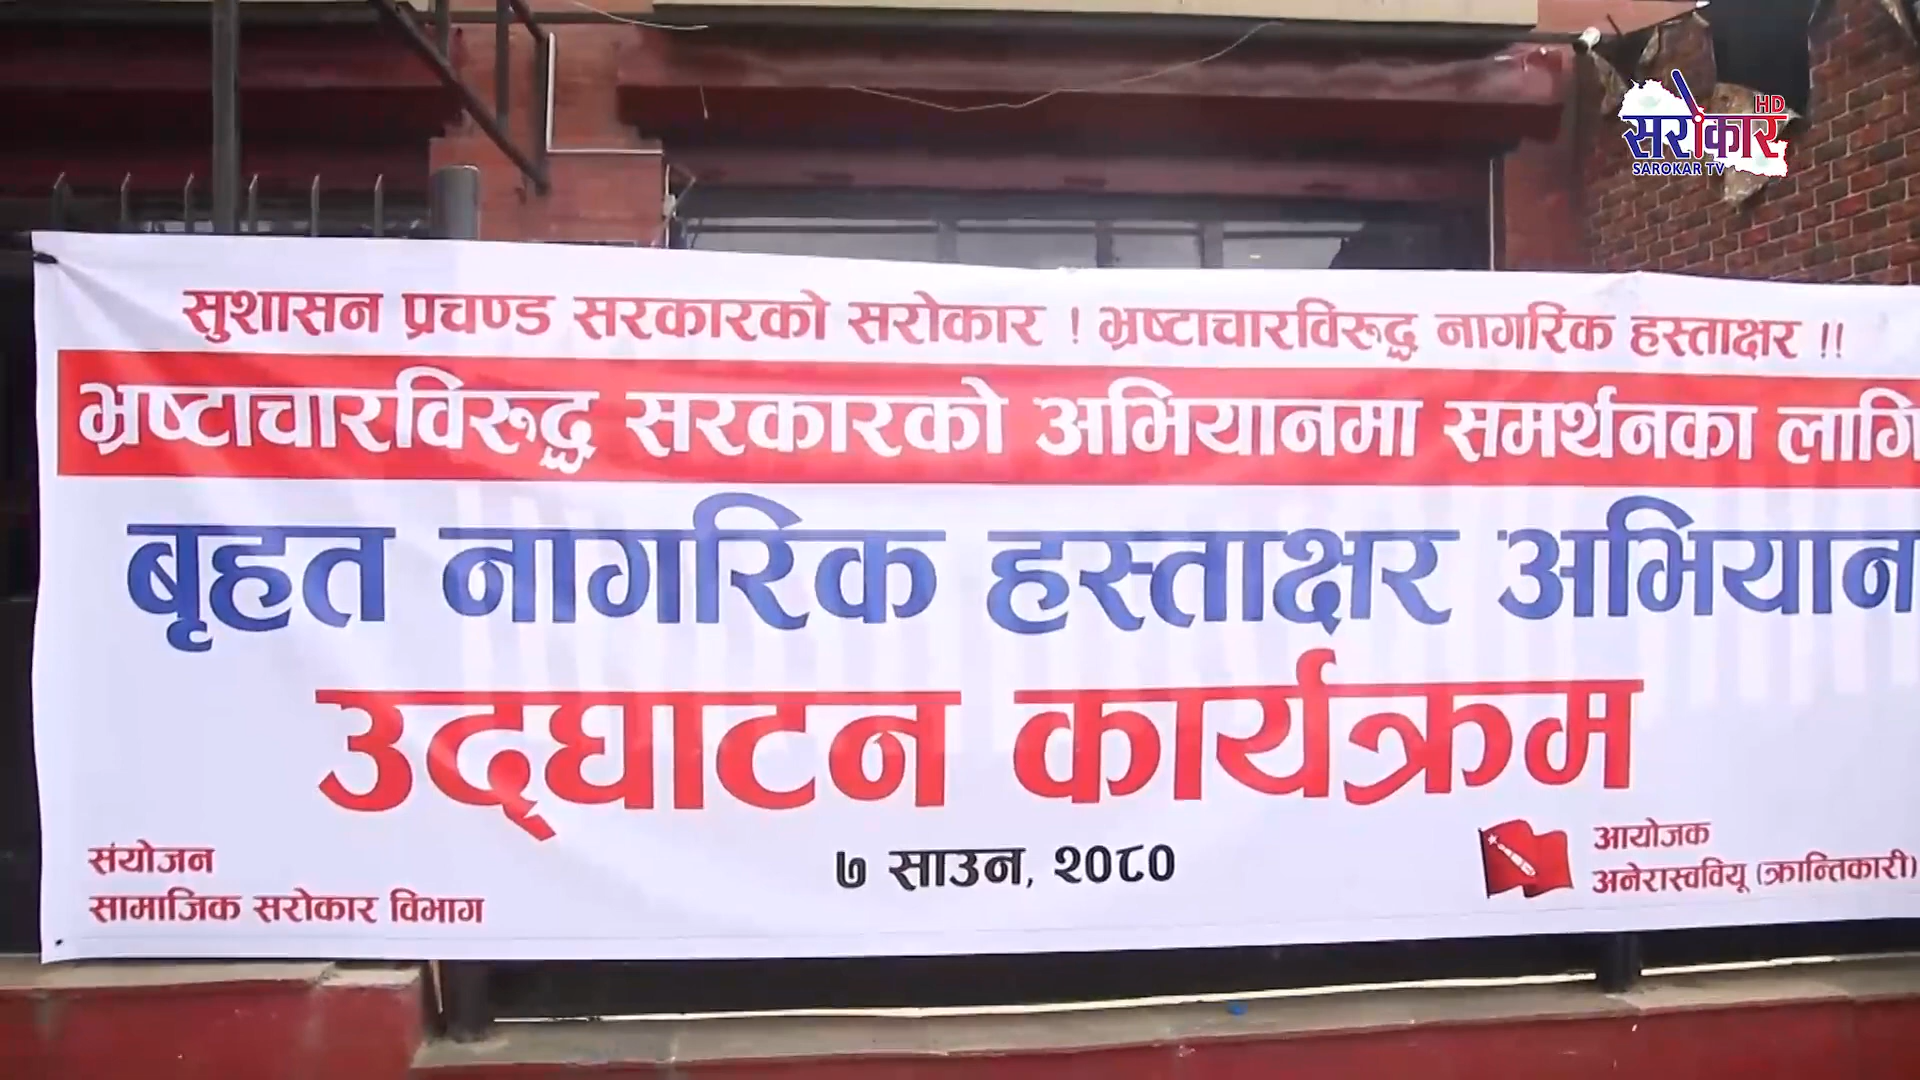 HD
सरोकार
SAROKAR TV
सुशासन प्रचण्ड सरकारको सरोकार ! भ्रष्टाचारविरुद्ध नागरिक हस्ताक्षर !!
भ्रष्टाचारविरुद्ध सरकारको अभियानमा समर्थनका लागि
बृहत नागरिक हस्ताक्षर अभियान
उद्घाटन कार्यक्रम
७ साउन, २०८०
संयोजन
सामाजिक सरोकार विभाग
आयोजक
अनेरास्ववियू (क्रान्तिकारी)